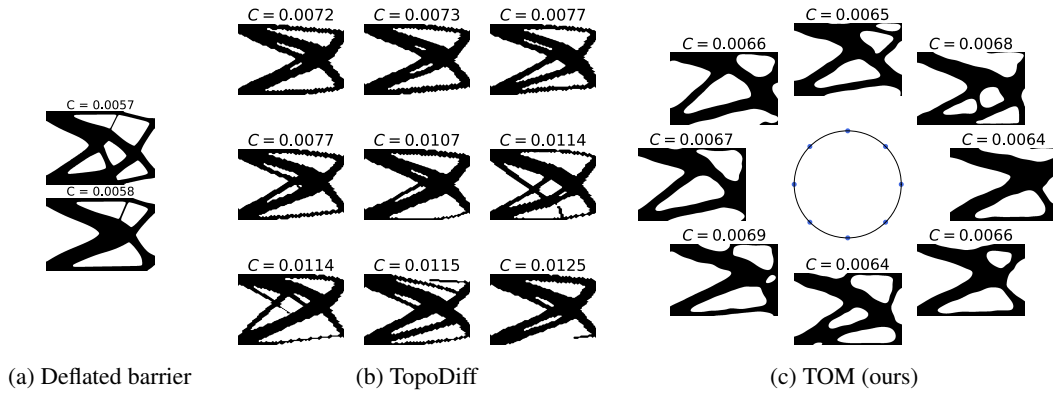 C = 0.0057
C = 0.0058
(a) Deflated barrier
C = 0.0072
C = 0.0073
C = 0.0077
C = 0.0077
C = 0.0107
C = 0.0114
C = 0.0114
C = 0.0115
C = 0.0125
(b) TopoDiff
C = 0.0065
C = 0.0066
C = 0.0068
C = 0.0067
C = 0.0064
C = 0.0069
C = 0.0066
C = 0.0064
(c) TOM (ours)